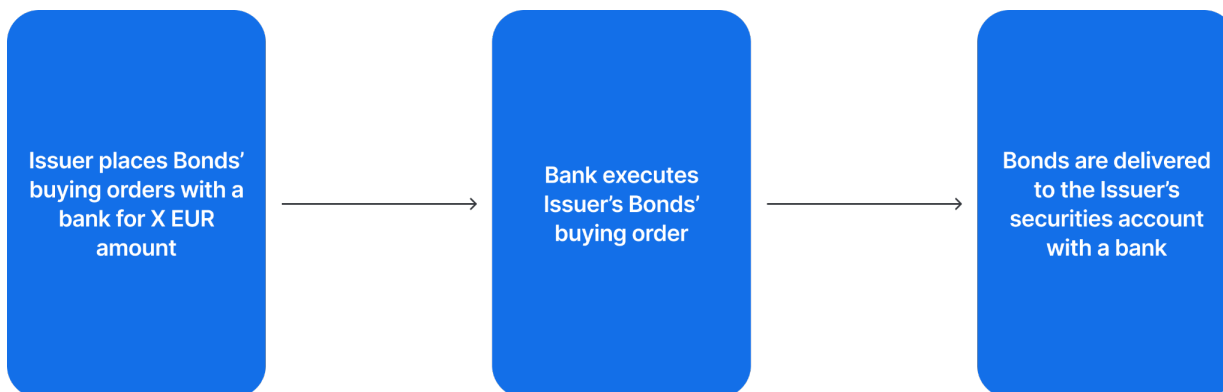 Issuer places Bonds’
buying orders with a
bank for X EUR
amount
Bank executes
Issuer’s Bonds’
buying order
Bonds are delivered
to the Issuer’s
securities account
with a bank